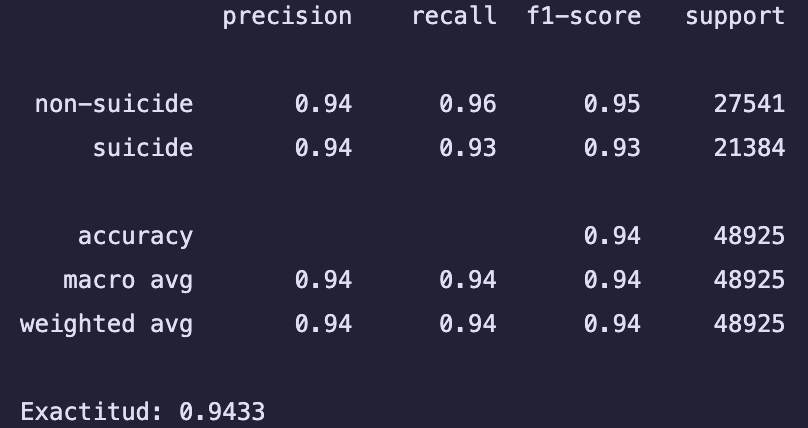 precision recall f1-score support
non-suicide 0.94 0.96 0.95 27541
suicide 0.94 0.93 0.93 21384
accuracy 0.94 48925
macro avg 0.94 0.94 0.94 48925
weighted avg 0.94 0.94 0.94 48925
Exactitud: 0.9433